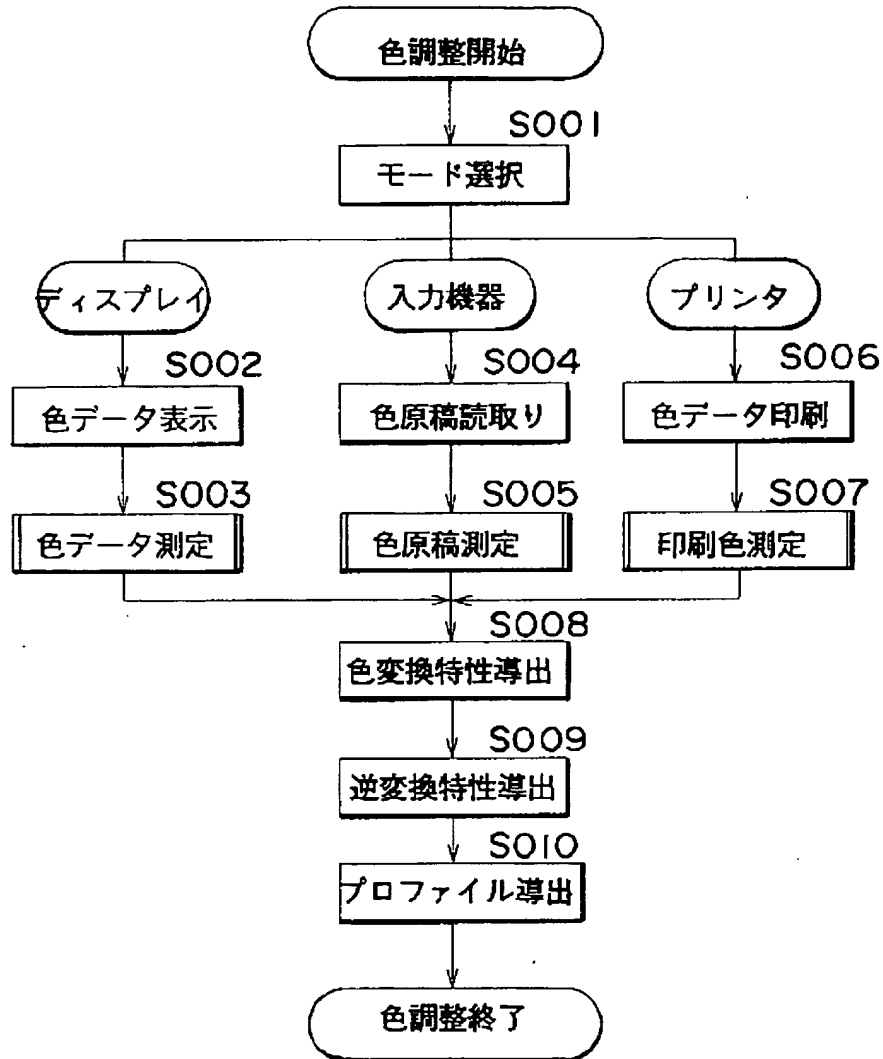 色調整開始
S001
モード選択
ディスプレイ
入力機器
プリンタ
S002
S004
S006
色データ表示
色原稿読取り
色データ印刷
S003
S005
S007
色データ測定
色原稿測定
印刷色測定
S008
色変換特性導出
S009
逆変換特性導出
S010
プロファイル導出
色調整終了